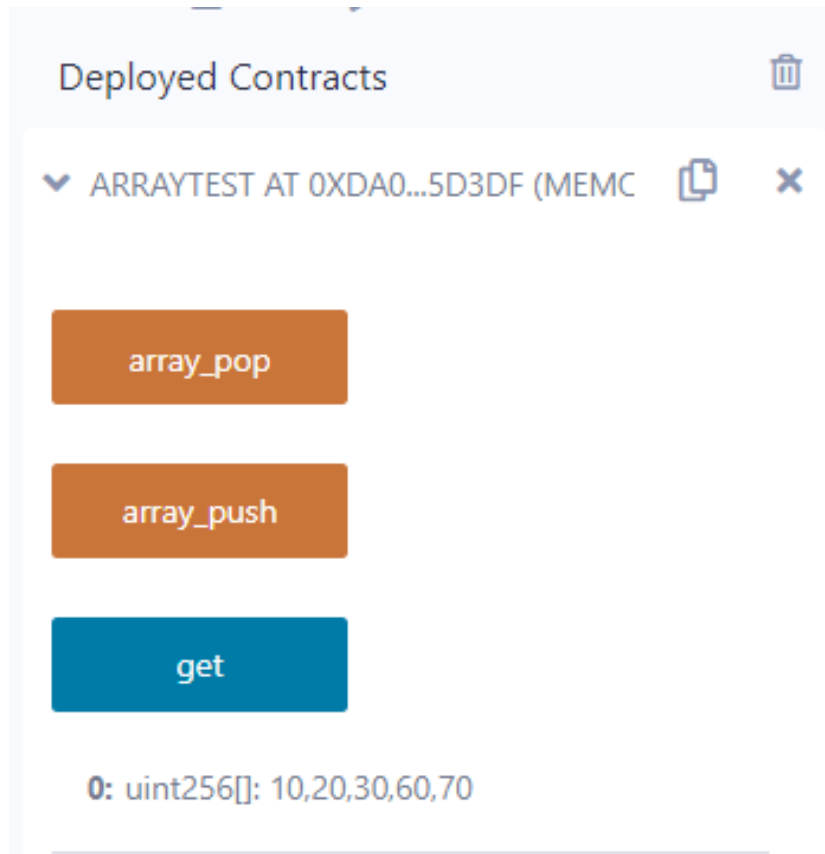 Deployed Contracts
ARRAYTEST AT 0XDA0...5D3DF (MEMC
array_pop
array_push
get
0: uint256[]: 10,20,30,60,70